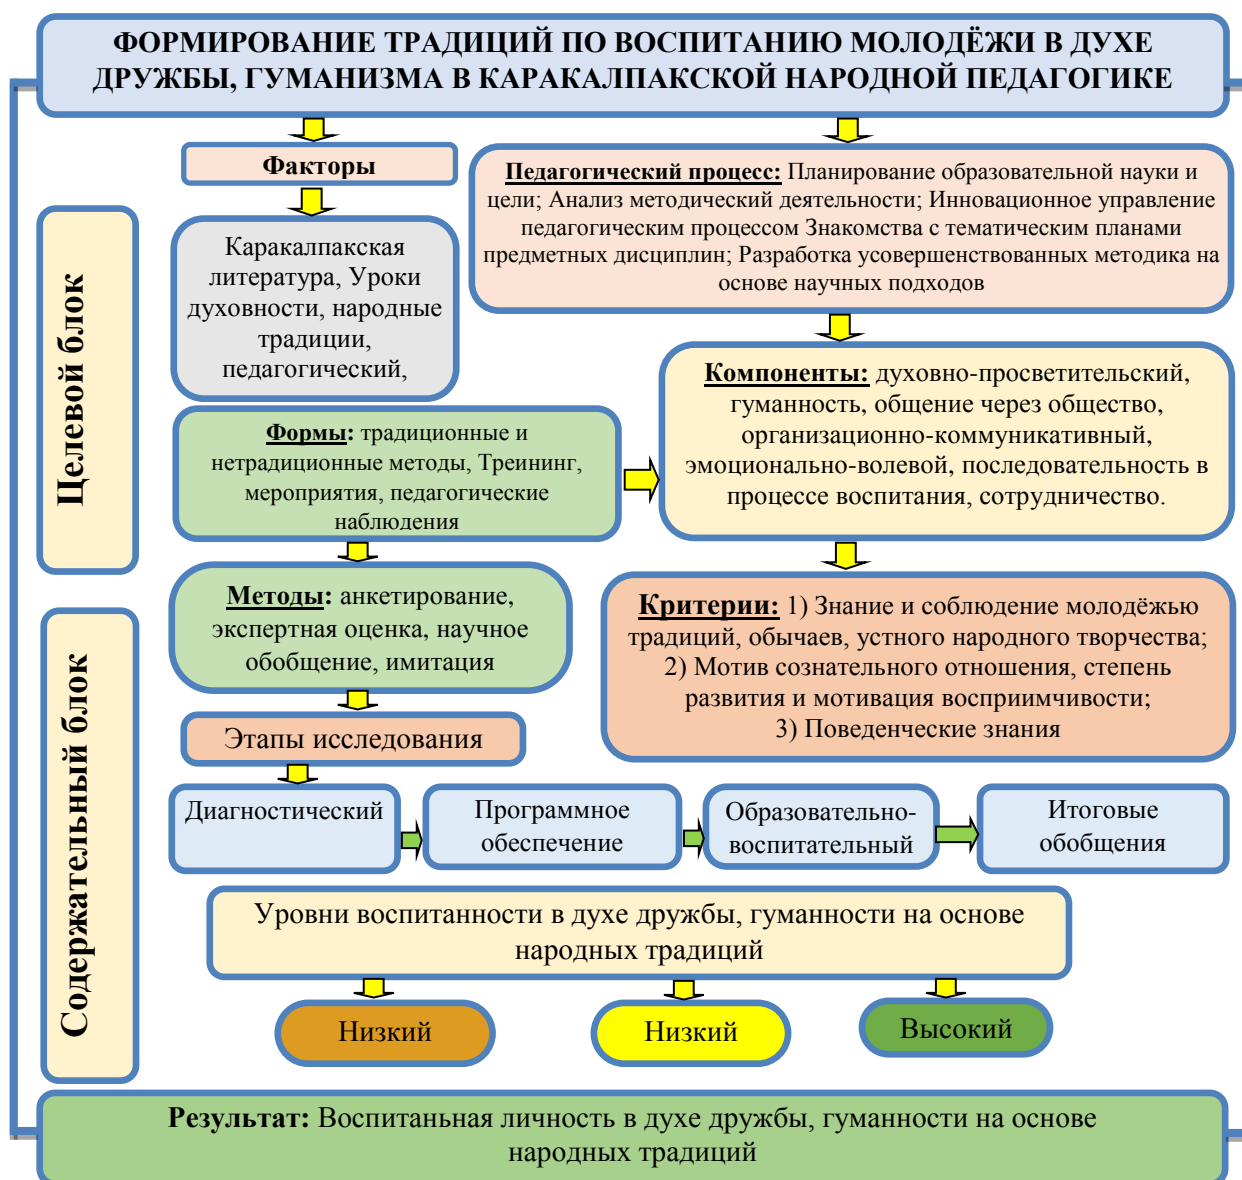 ФОРМИРОВАНИЕ ТРАДИЦИЙ ПО ВОСПИТАНИЮ МОЛОДЁЖИ В ДУХЕ
ДРУЖБЫ, ГУМАНИЗМА В КАРАКАЛПАКСКОЙ НАРОДНОЙ ПЕДАГОГИКЕ
Факторы
Педагогический процесс: Планирование образовательной науки и
цели; Анализ методический деятельности; Инновационное управление
педагогическим процессом Знакомства с тематическим планами
предметных дисциплин; Разработка усовершенствованных методика на
основе научных подходов
Целевой блок
Каракалпакская
литература, Уроки
духовности, народные
традиции,
педагогический,
Компоненты: духовно-просветительский,
гуманность, общение через общество,
организационно-коммуникативный,
эмоционально-волевой, последовательность в
процессе воспитания, сотрудничество.
Формы: традиционные и
нетрадиционные методы, Треининг,
мероприятия, педагогические
наблюдения
Содержательный блок
Методы: анкетирование,
экспертная оценка, научное
обобщение, имитация
Критерии: 1) Знание и соблюдение молодёжью
традиций, обычаев, устного народного творчества;
2) Мотив сознательного отношения, степень
развития и мотивация восприимчивости;
3) Поведенческие знания
Этапы исследования
Диагностический
Программное
обеспечение
Образовательно-
воспитательный
Итоговые
обобщения
Уровни воспитанности в духе дружбы, гуманности на основе
народных традиций
Низкий
Низкий
Высокий
Результат: Воспитаньная личность в духе дружбы, гуманности на основе
народных традиций